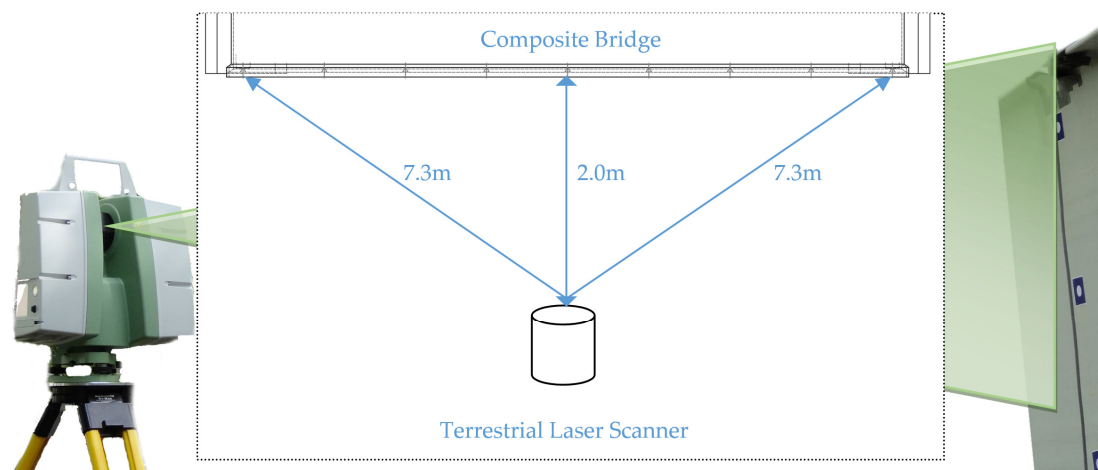 Composite Bridge
7.3m
2.0m
7.3m
Terrestrial Laser Scanner